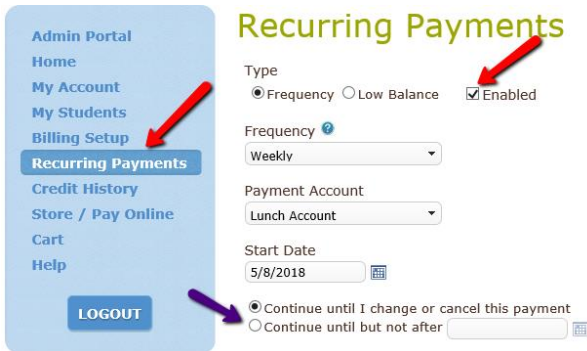 Admin Portal
Home
My Account
My Students
Billing Setup
Recurring Payments
Credit History
Store / Pay Online
Cart
Help
LOGOUT
Recurring Payments
Type
Frequency Low Balance Enabled
Frequency ?
Weekly
Payment Account
Lunch Account
Start Date
5/8/2018
Continue until I change or cancel this payment
Continue until but not after